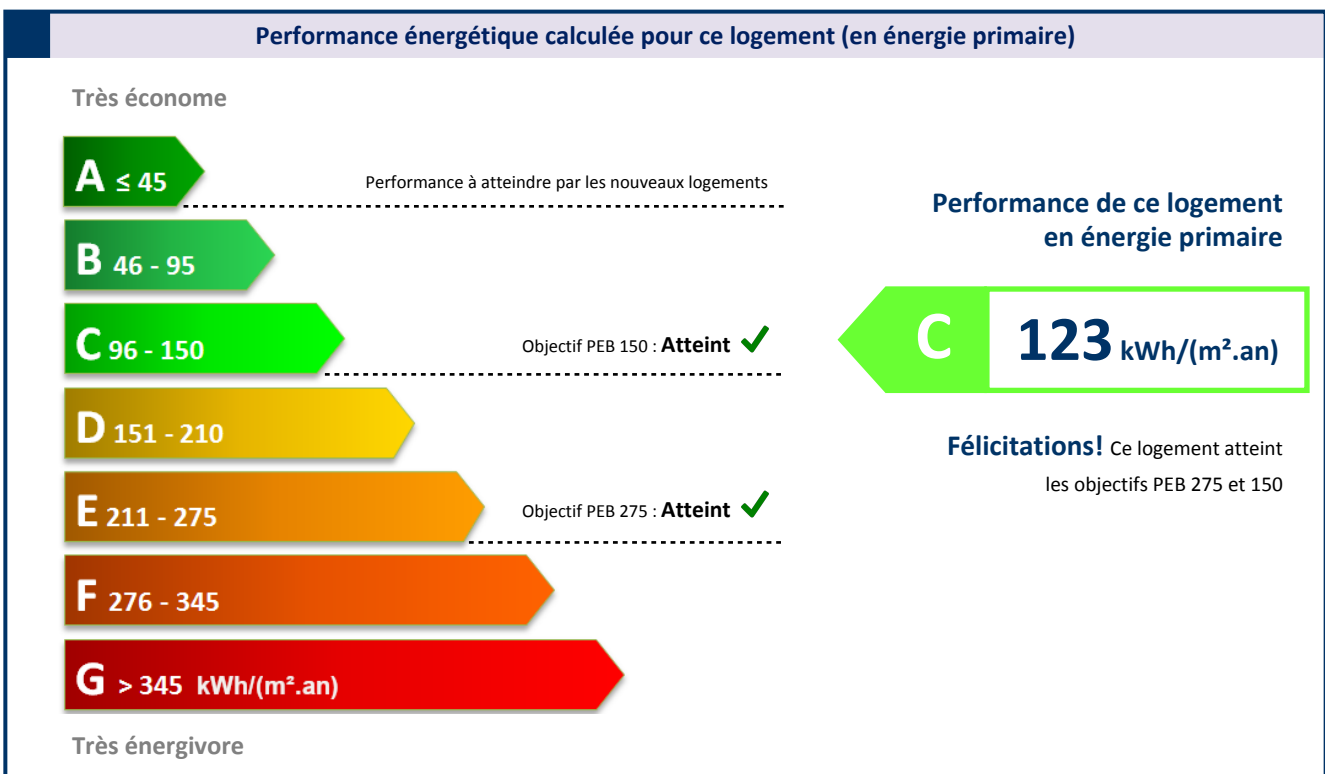 Performance énergétique calculée pour ce logement (en énergie primaire)
Très économe
A ≤ 45
Performance à atteindre par les nouveaux logements
B 46 - 95
C 96 - 150
Objectif PEB 150 : Atteint ✓
D 151 - 210
E 211 - 275
Objectif PEB 275 : Atteint ✓
F 276 - 345
G > 345 kWh/(m².an)
Très énergivore
Performance de ce logement
en énergie primaire
C 123 kWh/(m².an)
Félicitations! Ce logement atteint
les objectifs PEB 275 et 150